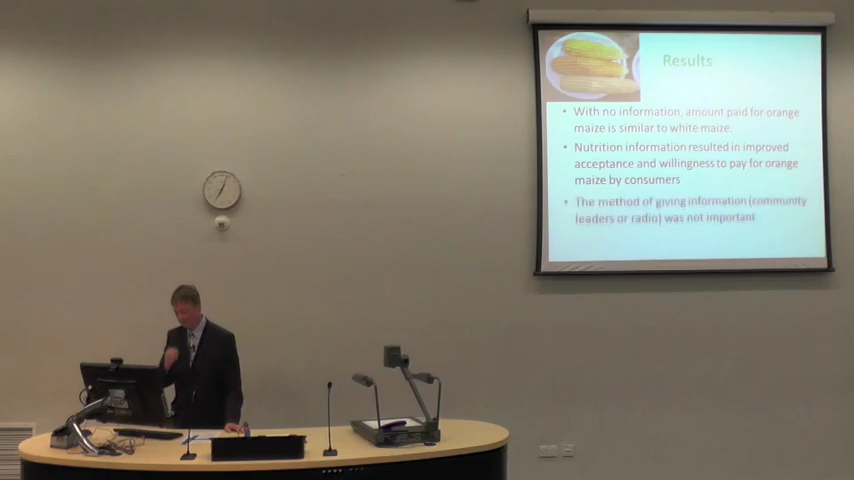 Results
• With no information, amount paid for orange
maize is similar to white maize.
• Nutrition information resulted in improved
acceptance and willingness to pay for orange
maize by consumers
• The method of giving information (community
leaders or radio) was not important